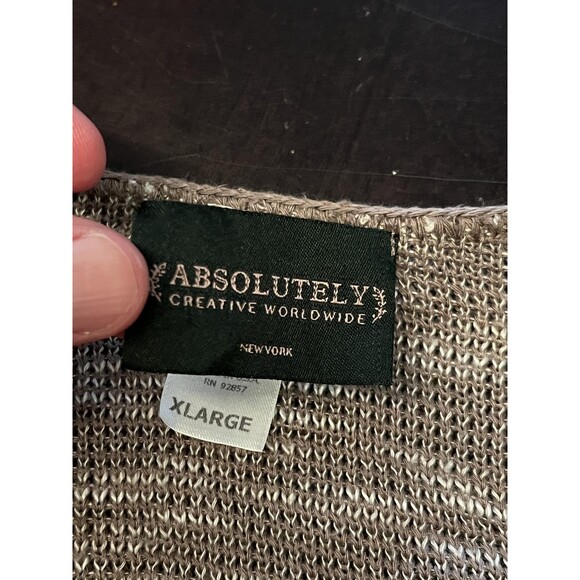 ABSOLUTELY
CREATIVE WORLDWIDE
NEW YORK
RN 92857
XLARGE